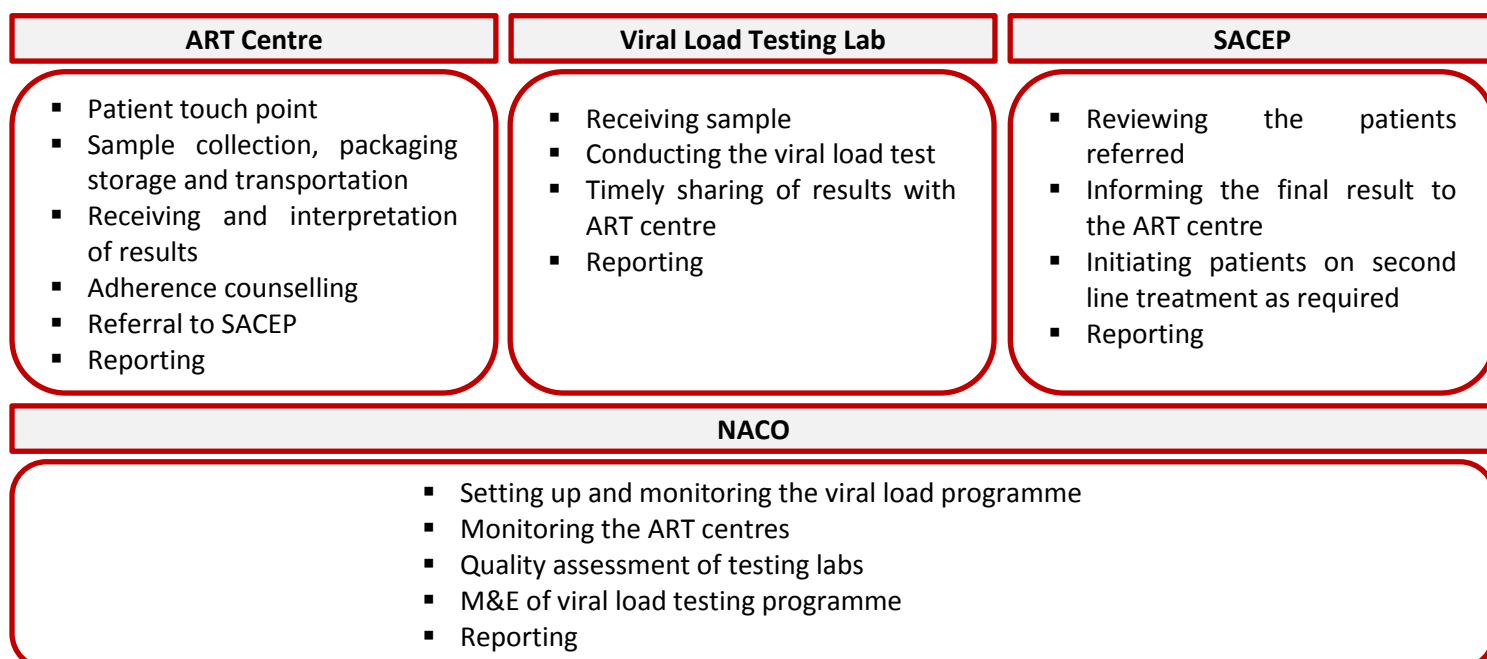 ART Centre
▪ Patient touch point
▪ Sample collection, packaging
storage and transportation
▪ Receiving and interpretation
of results
▪ Adherence counselling
▪ Referral to SACEP
▪ Reporting
Viral Load Testing Lab
▪ Receiving sample
▪ Conducting the viral load test
▪ Timely sharing of results with
ART centre
▪ Reporting
SACEP
▪ Reviewing the patients
referred
▪ Informing the final result to
the ART centre
▪ Initiating patients on second
line treatment as required
▪ Reporting
NACO
▪ Setting up and monitoring the viral load programme
▪ Monitoring the ART centres
▪ Quality assessment of testing labs
▪ M&E of viral load testing programme
▪ Reporting